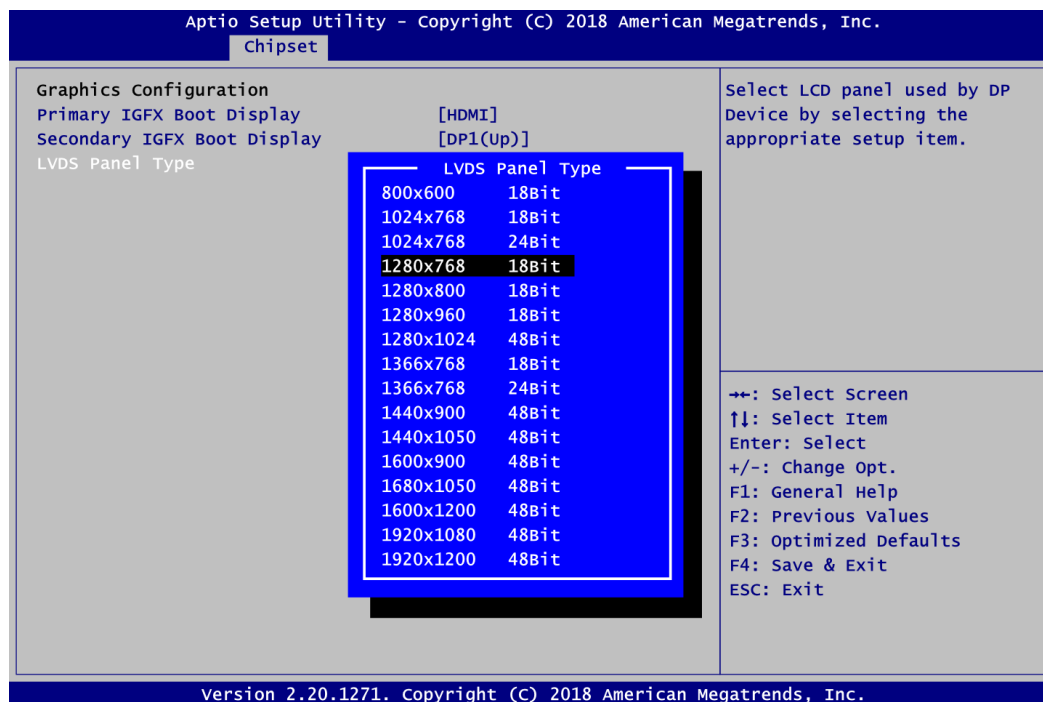 Aptio Setup Utility – Copyright (C) 2018 American Megatrends, Inc.
Chipset
Graphics Configuration
Primary IGFX Boot Display [HDMI]
Secondary IGFX Boot Display [DP1(Up)]
LVDS Panel Type
LVDS Panel Type
800x600 18Bit
1024x768 18Bit
1024x768 24Bit
1280x768 18Bit
1280x800 18Bit
1280x960 18Bit
1280x1024 48Bit
1366x768 18Bit
1366x768 24Bit
1440x900 48Bit
1440x1050 48Bit
1600x900 48Bit
1680x1050 48Bit
1600x1200 48Bit
1920x1080 48Bit
1920x1200 48Bit
Select LCD panel used by DP
Device by selecting the
appropriate setup item.
→←: Select Screen
↑↓: Select Item
Enter: Select
+/-: Change Opt.
F1: General Help
F2: Previous Values
F3: Optimized Defaults
F4: Save & Exit
ESC: Exit
Version 2.20.1271. Copyright (C) 2018 American Megatrends, Inc.